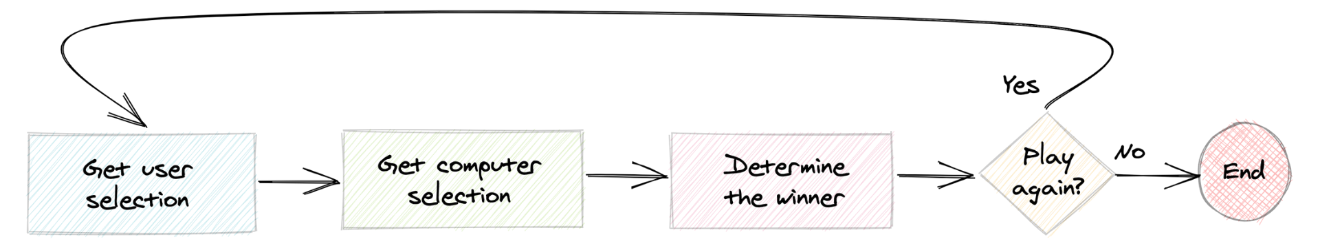 Get user
selection
Get computer
selection
Determine
the winner
Yes
Play
again?
No
End